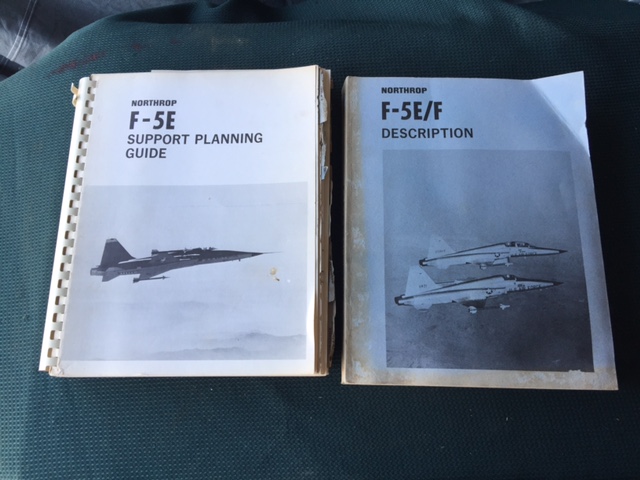 NORTHROP
F-5E
SUPPORT PLANNING
GUIDE
NORTHROP
F-5E/F
DESCRIPTION